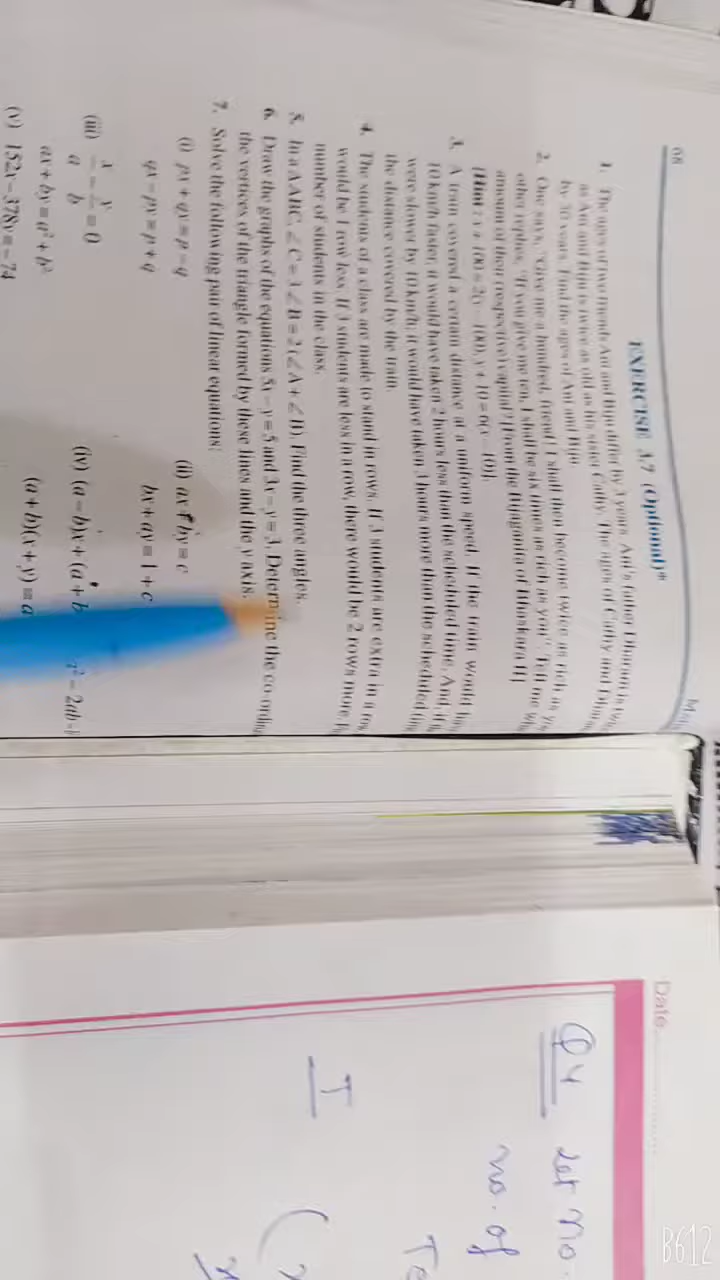 68
EXERCISE 3.7 (Optional)*
1. The ages of two friends Ani and Biju differ by 3 years. Ani's father Dharam is
as Ani and Biju is twice as old as his sister Cathy. The ages of Cathy and
by 30 years. Find the ages of Ani and Biju.
2. One says, "Give me a hundred, friend! I shall then become twice as rich as
other replies, "If you give me ten, I shall be six times as rich as you". Tell me
amount of their (respective) capital? [From the Bijaganita of Bhaskara II]
[Hint : x + 100 = 2(y – 100), y + 10 = 6(x – 10)].
3. A train covered a certain distance at a uniform speed. If the train would
10 km/h faster, it would have taken 2 hours less than the scheduled time. And, if
were slower by 10 km/h; it would have taken 3 hours more than the scheduled
the distance covered by the train.
4. The students of a class are made to stand in rows. If 3 students are extra in a row,
would be 1 row less. If 3 students are less in a row, there would be 2 rows more.
number of students in the class.
5. In a ΔABC, ∠C = 3 ∠B = 2 (∠A + ∠B). Find the three angles.
6. Draw the graphs of the equations 5x – y = 5 and 3x – y = 3. Determine the co-ordin
the vertices of the triangle formed by these lines and the y axis.
7. Solve the following pair of linear equations:
(i) px + qy = p – q
qx – py = p + q
(ii) ax + by = c
bx + ay = 1 + c
(iii) x/a – y/b = 0
ax + by = a² + b²
(iv) (a – b)x + (a + b
² – 2ab –
(a + b)(x + y) = a
(v) 152x – 378y = – 74
Date
Q4 Let no.
no. of
I
(x